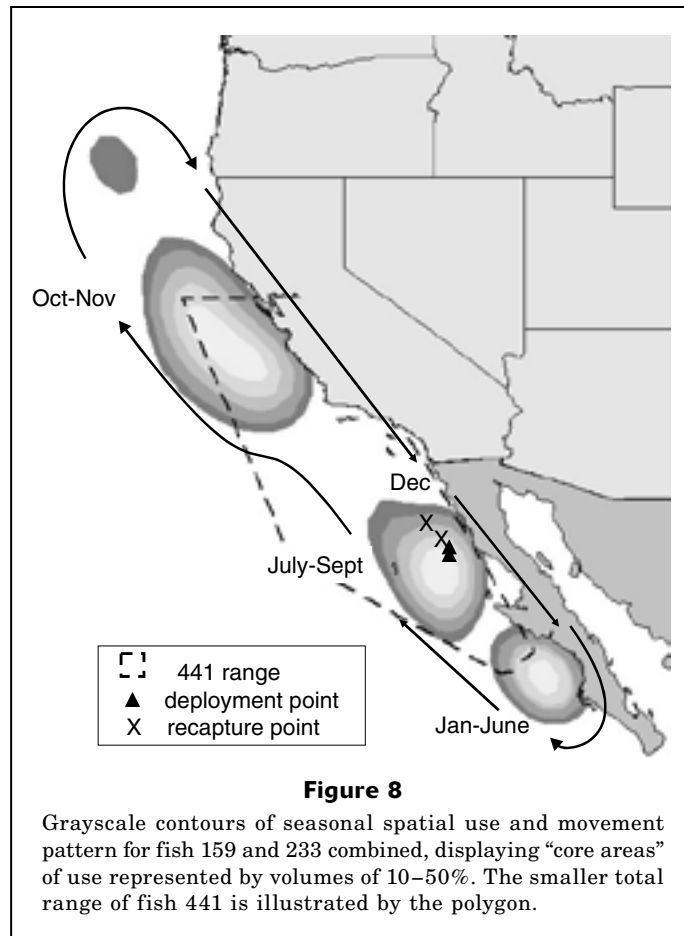 Oct-Nov
Dec
July-Sept
Jan-June
441 range
deployment point
X recapture point
Figure 8
Grayscale contours of seasonal spatial use and movement
pattern for fish 159 and 233 combined, displaying “core areas”
of use represented by volumes of 10–50%. The smaller total
range of fish 441 is illustrated by the polygon.